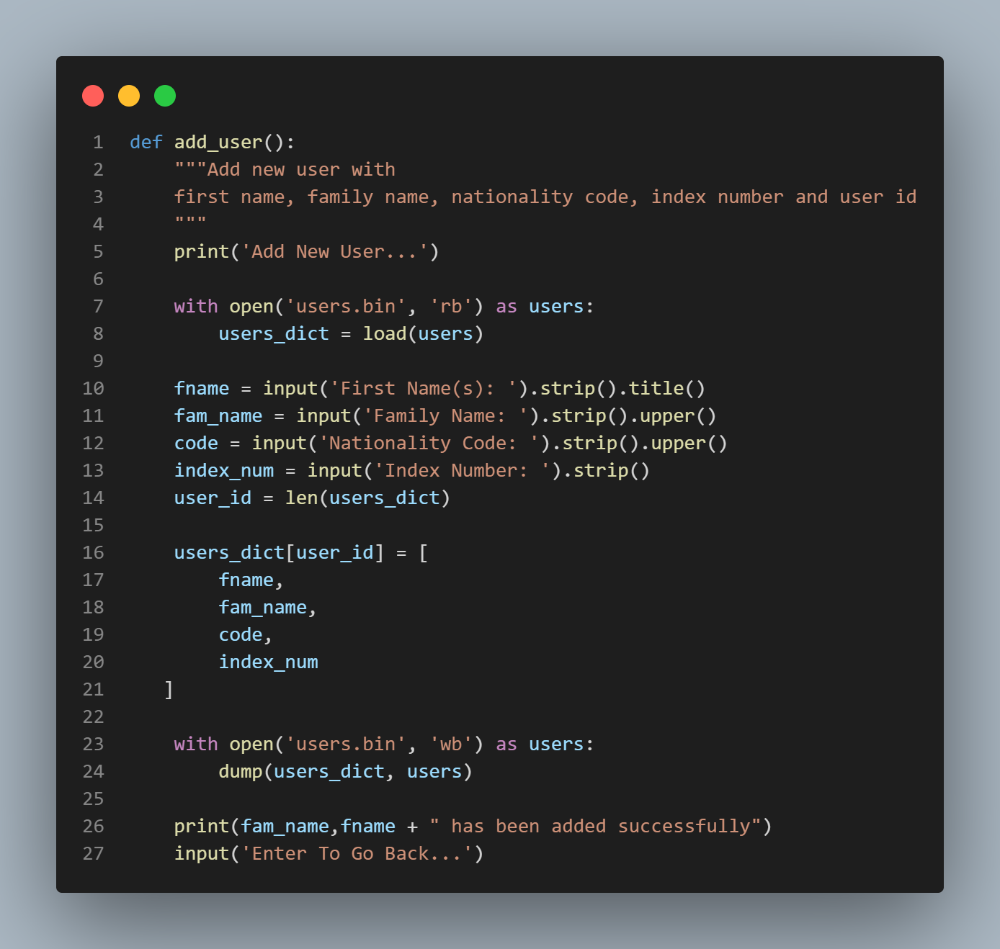 1 def add_user():
2     """Add new user with
3     first name, family name, nationality code, index number and user id
4     """
5     print('Add New User...')
6
7     with open('users.bin', 'rb') as users:
8         users_dict = load(users)
9
10     fname = input('First Name(s): ').strip().title()
11     fam_name = input('Family Name: ').strip().upper()
12     code = input('Nationality Code: ').strip().upper()
13     index_num = input('Index Number: ').strip()
14     user_id = len(users_dict)
15
16     users_dict[user_id] = [
17         fname,
18         fam_name,
19         code,
20         index_num
21    ]
22
23     with open('users.bin', 'wb') as users:
24         dump(users_dict, users)
25
26     print(fam_name,fname + " has been added successfully")
27     input('Enter To Go Back...')